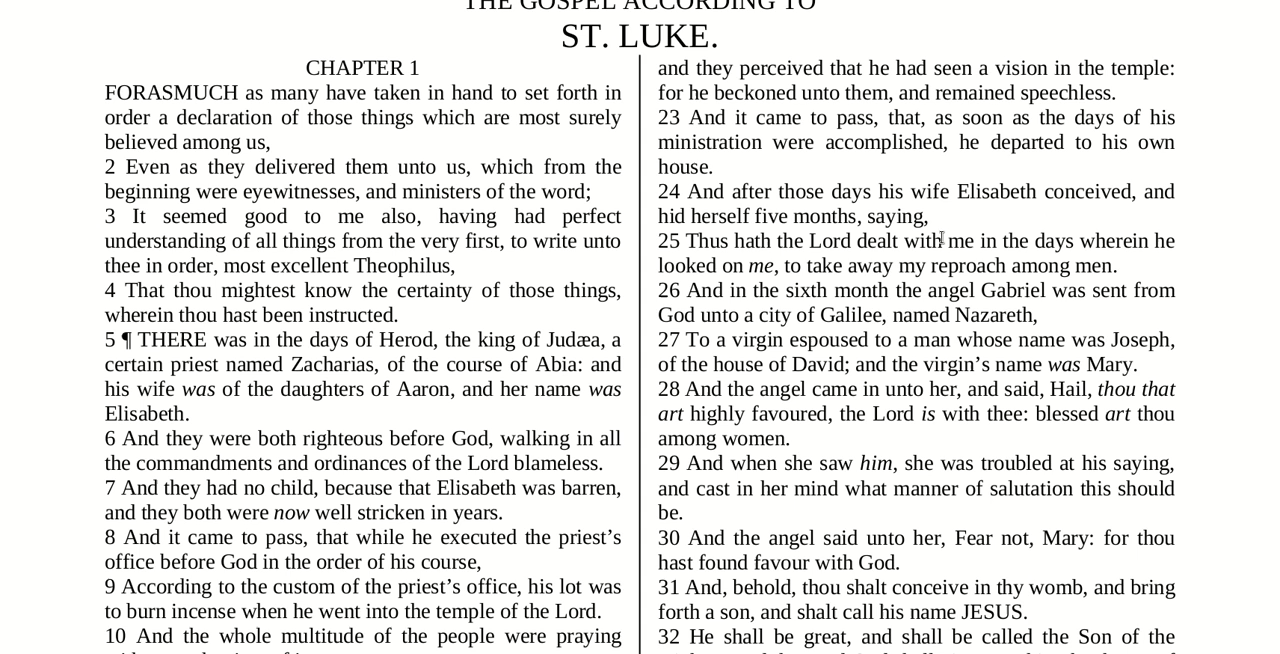 THE GOSPEL ACCORDING TO
ST. LUKE.
CHAPTER 1
FORASMUCH as many have taken in hand to set forth in
order a declaration of those things which are most surely
believed among us,
2 Even as they delivered them unto us, which from the
beginning were eyewitnesses, and ministers of the word;
3 It seemed good to me also, having had perfect
understanding of all things from the very first, to write unto
thee in order, most excellent Theophilus,
4 That thou mightest know the certainty of those things,
wherein thou hast been instructed.
5 ¶ THERE was in the days of Herod, the king of Judæa, a
certain priest named Zacharias, of the course of Abia: and
his wife was of the daughters of Aaron, and her name was
Elisabeth.
6 And they were both righteous before God, walking in all
the commandments and ordinances of the Lord blameless.
7 And they had no child, because that Elisabeth was barren,
and they both were now well stricken in years.
8 And it came to pass, that while he executed the priest’s
office before God in the order of his course,
9 According to the custom of the priest’s office, his lot was
to burn incense when he went into the temple of the Lord.
10 And the whole multitude of the people were praying
and they perceived that he had seen a vision in the temple:
for he beckoned unto them, and remained speechless.
23 And it came to pass, that, as soon as the days of his
ministration were accomplished, he departed to his own
house.
24 And after those days his wife Elisabeth conceived, and
hid herself five months, saying,
25 Thus hath the Lord dealt with me in the days wherein he
looked on me, to take away my reproach among men.
26 And in the sixth month the angel Gabriel was sent from
God unto a city of Galilee, named Nazareth,
27 To a virgin espoused to a man whose name was Joseph,
of the house of David; and the virgin’s name was Mary.
28 And the angel came in unto her, and said, Hail, thou that
art highly favoured, the Lord is with thee: blessed art thou
among women.
29 And when she saw him, she was troubled at his saying,
and cast in her mind what manner of salutation this should
be.
30 And the angel said unto her, Fear not, Mary: for thou
hast found favour with God.
31 And, behold, thou shalt conceive in thy womb, and bring
forth a son, and shalt call his name JESUS.
32 He shall be great, and shall be called the Son of the